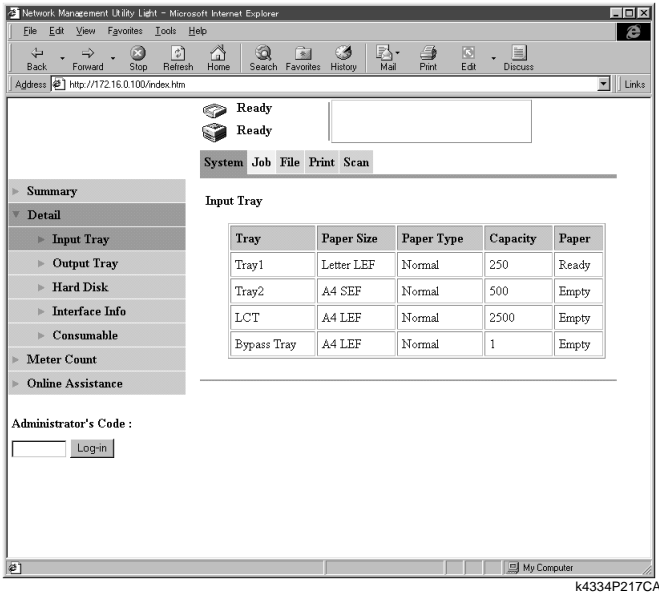 Network Management Utility Light - Microsoft Internet Explorer
File Edit View Favorites Tools Help
Back Forward Stop Refresh Home Search Favorites History Mail Print Edit Discuss
Address http://172.16.0.100/index.htm Links
Ready
Ready
System Job File Print Scan
Summary
Detail
Input Tray
Output Tray
Hard Disk
Interface Info
Consumable
Meter Count
Online Assistance
Administrator's Code :
Log-in
Input Tray
Tray Paper Size Paper Type Capacity Paper
Tray1 Letter LEF Normal 250 Ready
Tray2 A4 SEF Normal 500 Empty
LCT A4 LEF Normal 2500 Empty
Bypass Tray A4 LEF Normal 1 Empty
My Computer
k4334P217CA